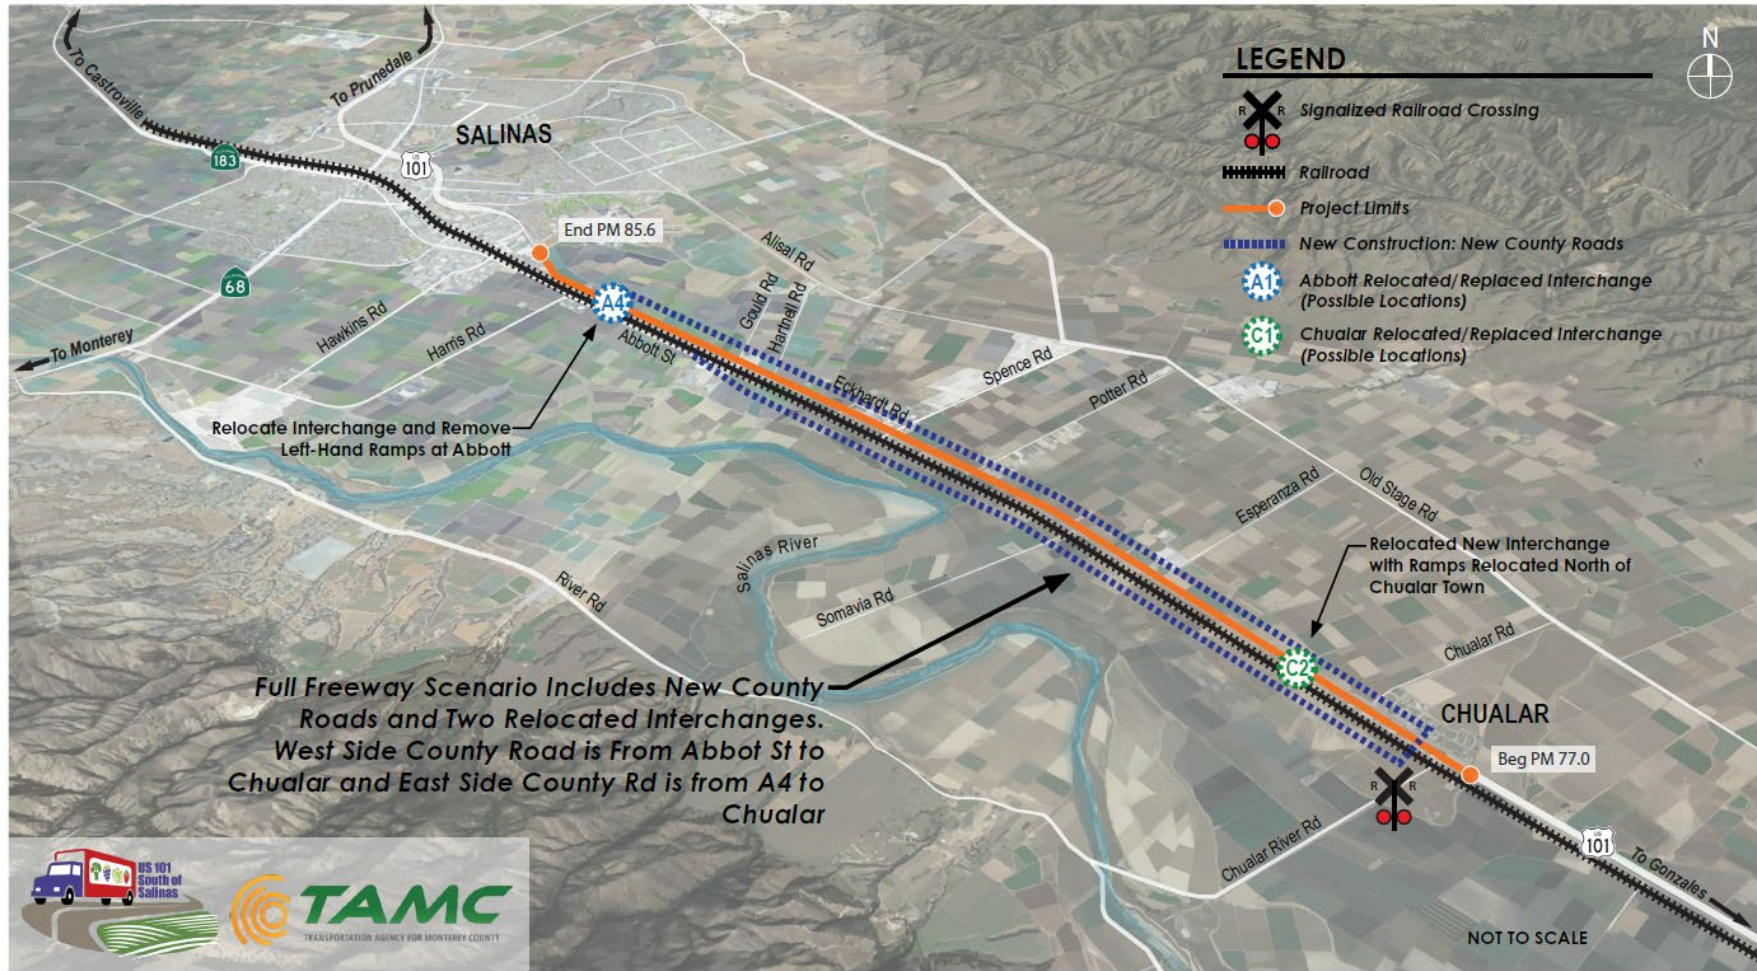 To Castroville
To Prunedale
SALINAS
183
US
101
68
To Monterey
Hawkins Rd
Harris Rd
End PM 85.6
A4
Abbott St
Alisal Rd
Gould Rd
Hartnell Rd
Eckhardt Rd
Spence Rd
Potter Rd
Esperanza Rd
Old Stage Rd
Relocate Interchange and Remove
Left-Hand Ramps at Abbott
Salinas River
River Rd
Somavia Rd
Relocated New Interchange
with Ramps Relocated North of
Chualar Town
Chualar Rd
C2
CHUALAR
Beg PM 77.0
R R
Chualar River Rd
US
101
To Gonzales
NOT TO SCALE
Full Freeway Scenario Includes New County
Roads and Two Relocated Interchanges.
West Side County Road is From Abbot St to
Chualar and East Side County Rd is from A4 to
Chualar
N
LEGEND
R R
Signalized Railroad Crossing
Railroad
Project Limits
New Construction: New County Roads
A1
Abbott Relocated/Replaced Interchange
(Possible Locations)
C1
Chualar Relocated/Replaced Interchange
(Possible Locations)
US 101
South of
Salinas
TAMC
TRANSPORTATION AGENCY FOR MONTEREY COUNTY